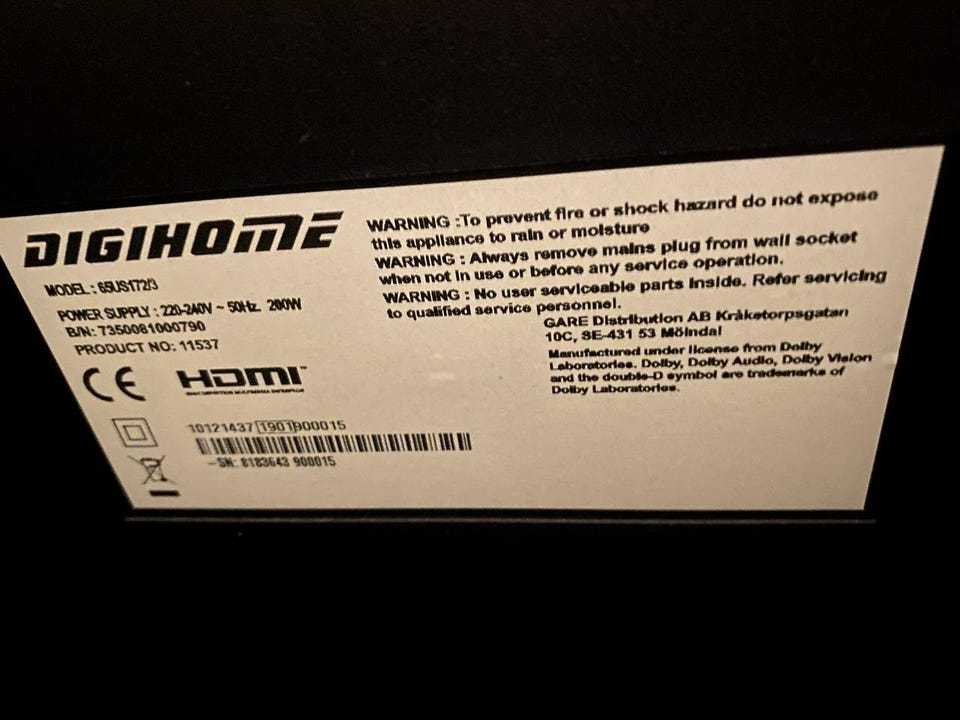 DIGIHOME
MODEL : 65US172/3
POWER SUPPLY : 220-240V ~ 50Hz. 200W
B/N: 7350081000790
PRODUCT NO: 11537
CE HDMI™
10121437 1901 900015
-SN: 8183643 900015
WARNING :To prevent fire or shock hazard do not expose
this appliance to rain or moisture
WARNING : Always remove mains plug from wall socket
when not in use or before any service operation.
WARNING : No user serviceable parts inside. Refer servicing
to qualified service personnel.
GARE Distribution AB Kråketorpsgatan
10C, SE-431 53 Mölndal
Manufactured under license from Dolby
Laboratories. Dolby, Dolby Audio, Dolby Vision
and the double-D symbol are trademarks of
Dolby Laboratories.